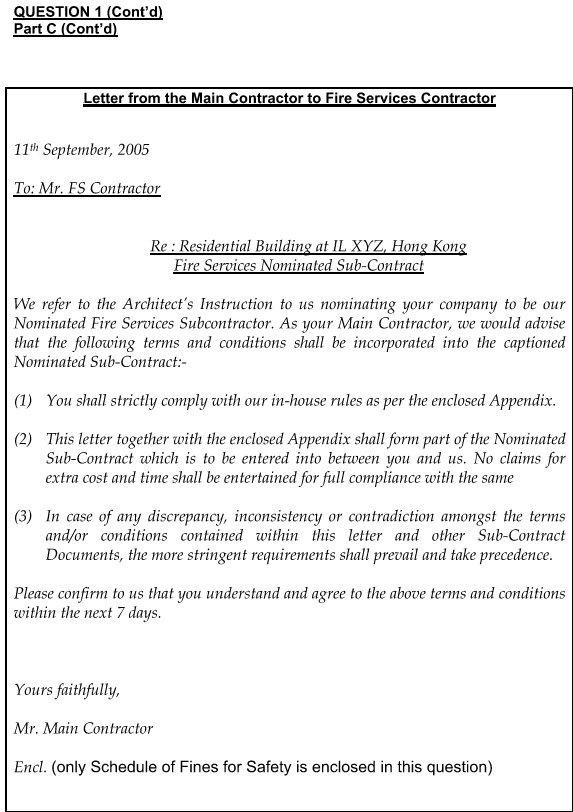 QUESTION 1 (Cont'd)
Part C (Cont'd)
Letter from the Main Contractor to Fire Services Contractor
11th September, 2005
To: Mr. FS Contractor
Re : Residential Building at IL XYZ, Hong Kong
Fire Services Nominated Sub-Contract
We refer to the Architect's Instruction to us nominating your company to be our
Nominated Fire Services Subcontractor. As your Main Contractor, we would advise
that the following terms and conditions shall be incorporated into the captioned
Nominated Sub-Contract:-
(1) You shall strictly comply with our in-house rules as per the enclosed Appendix.
(2) This letter together with the enclosed Appendix shall form part of the Nominated
Sub-Contract which is to be entered into between you and us. No claims for
extra cost and time shall be entertained for full compliance with the same
(3) In case of any discrepancy, inconsistency or contradiction amongst the terms
and/or conditions contained within this letter and other Sub-Contract
Documents, the more stringent requirements shall prevail and take precedence.
Please confirm to us that you understand and agree to the above terms and conditions
within the next 7 days.
Yours faithfully,
Mr. Main Contractor
Encl. (only Schedule of Fines for Safety is enclosed in this question)